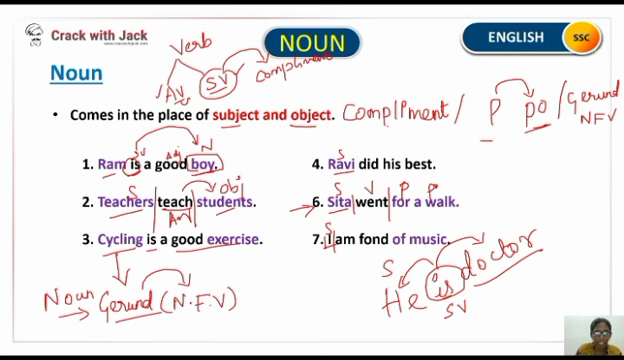 Crack with Jack
NOUN
ENGLISH SSC
Verb
AV SV Compliment
Noun
• Comes in the place of subject and object. Compliment / P PO / Gerund NFV
SV Adj N
1. Ram is a good boy.
S Obj
2. Teachers teach students.
AV
3. Cycling is a good exercise.
Noun Gerund (N.F.V)
S
4. Ravi did his best.
S V P PO
6. Sita went for a walk.
S
7. I am fond of music.
S
He is doctor
SV